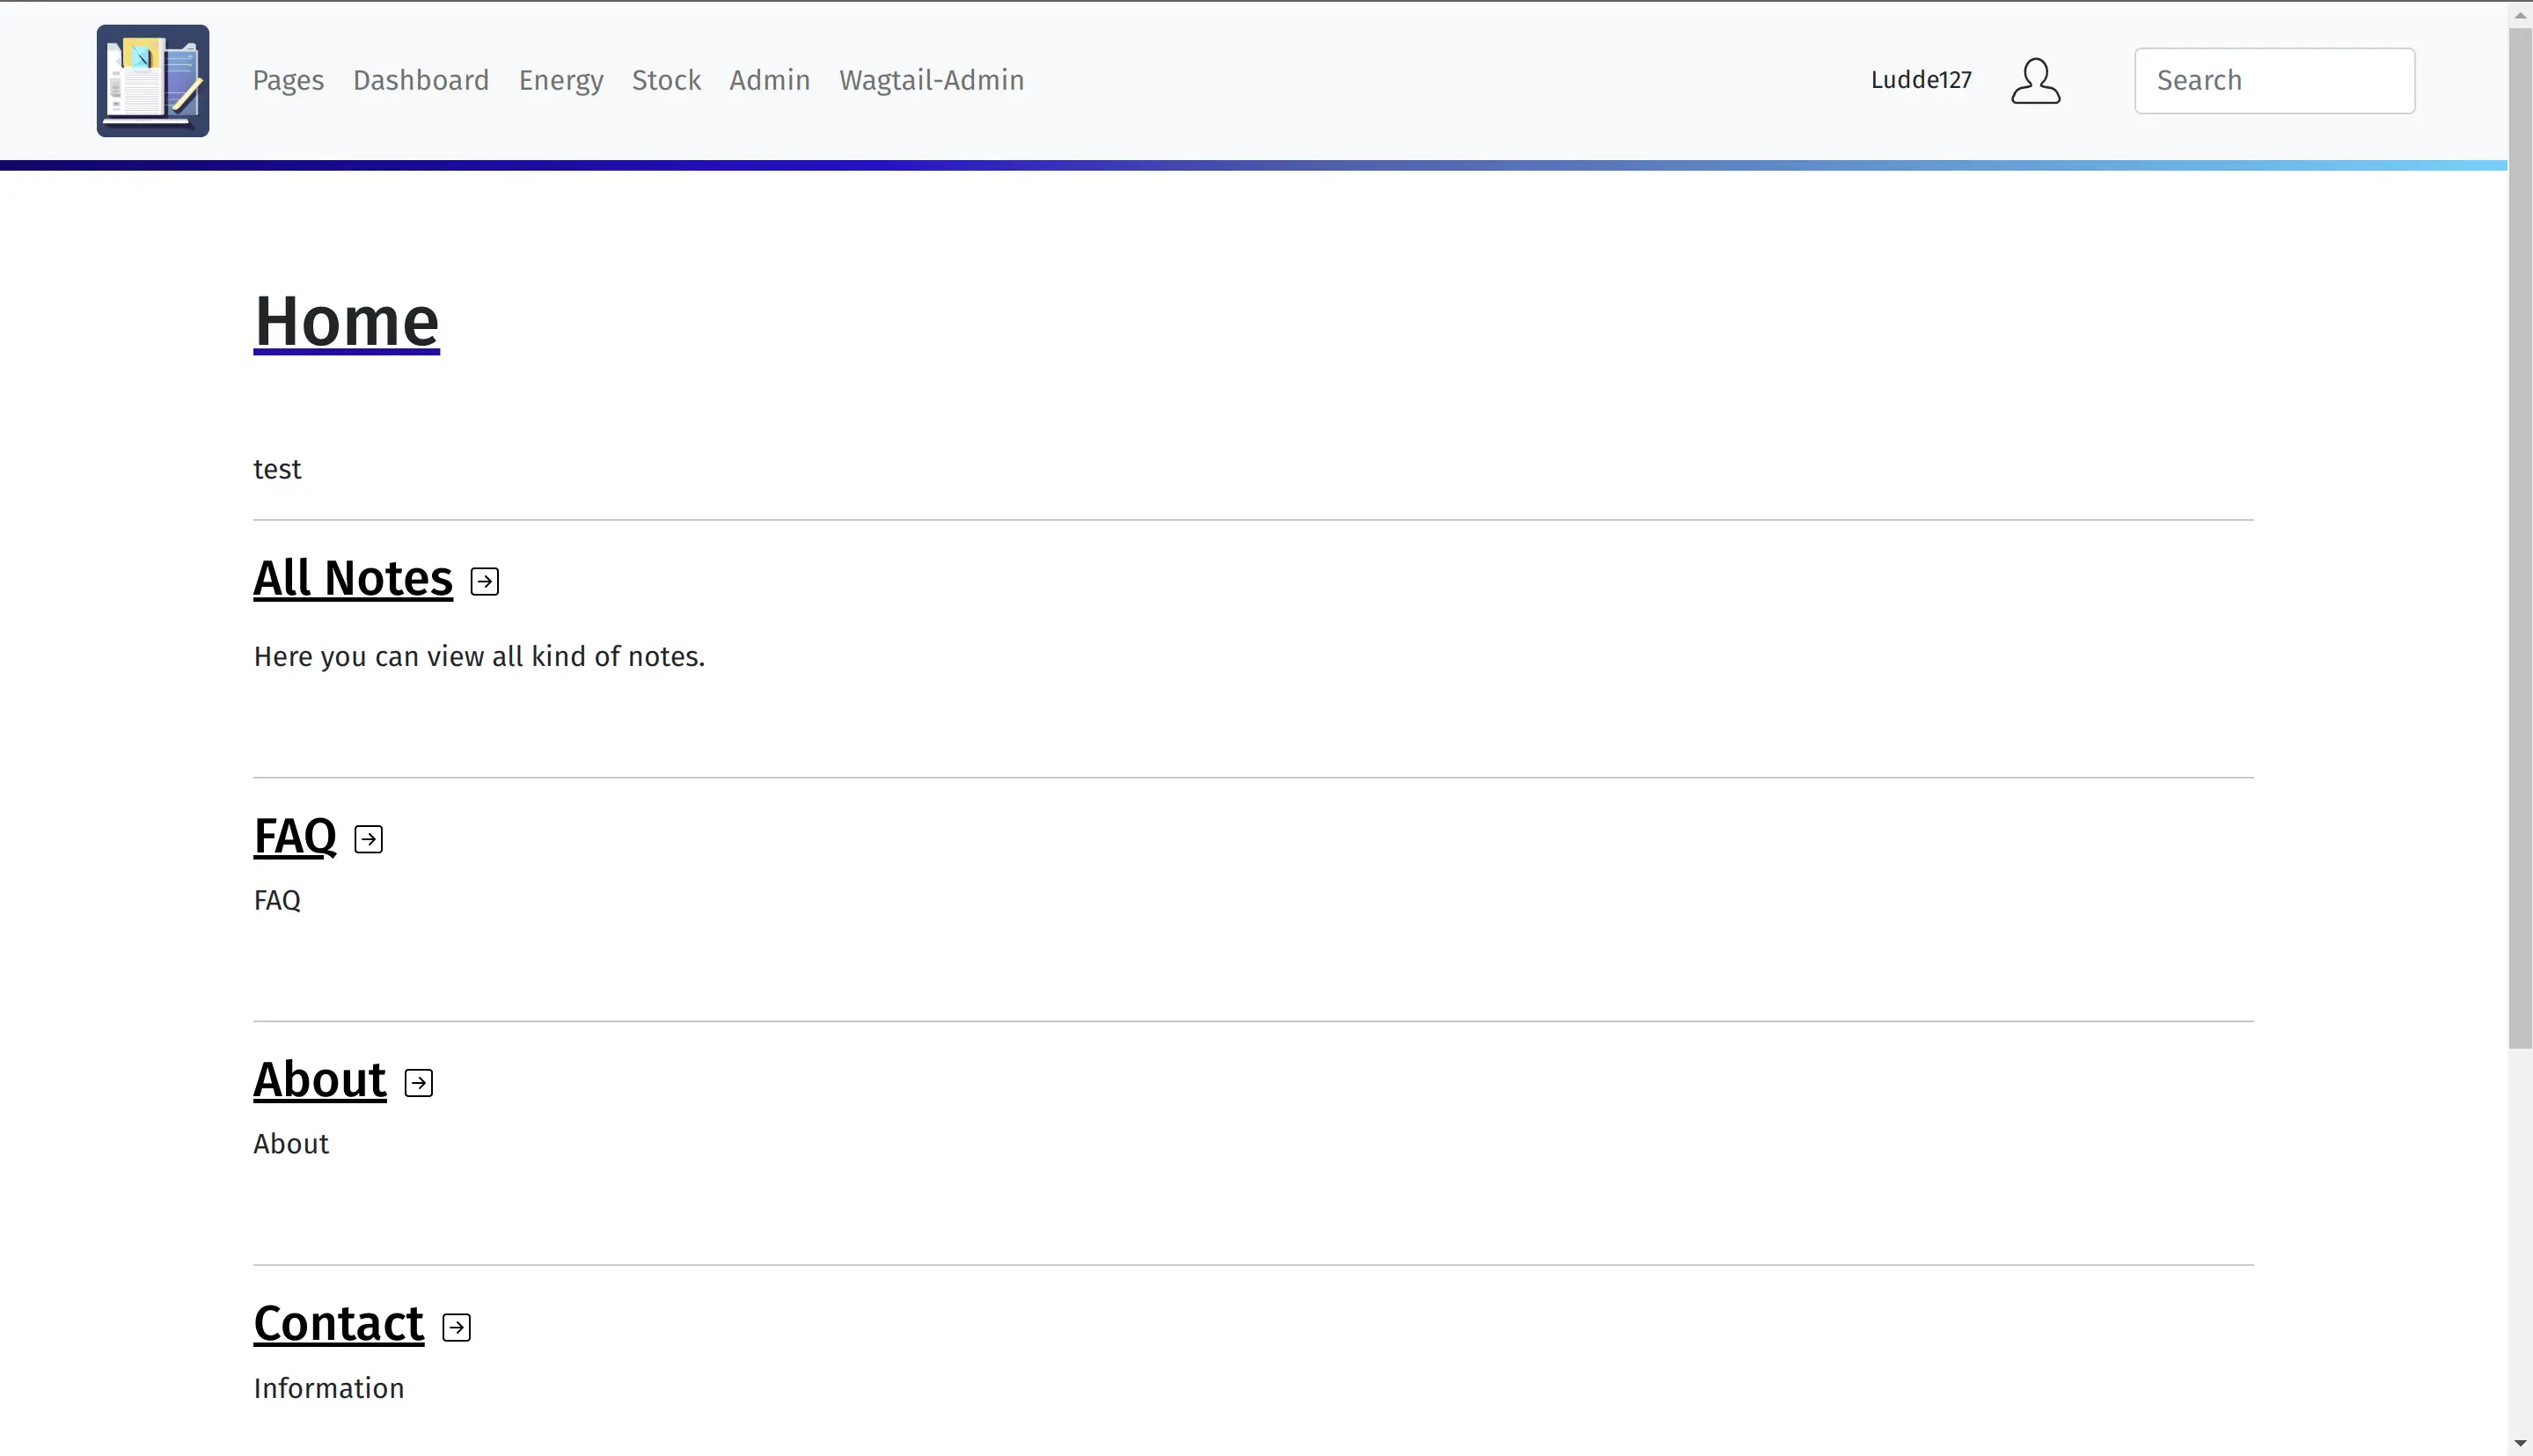 Pages Dashboard Energy Stock Admin Wagtail-Admin Ludde127 Search
Home
test
All Notes
Here you can view all kind of notes.
FAQ
FAQ
About
About
Contact
Information